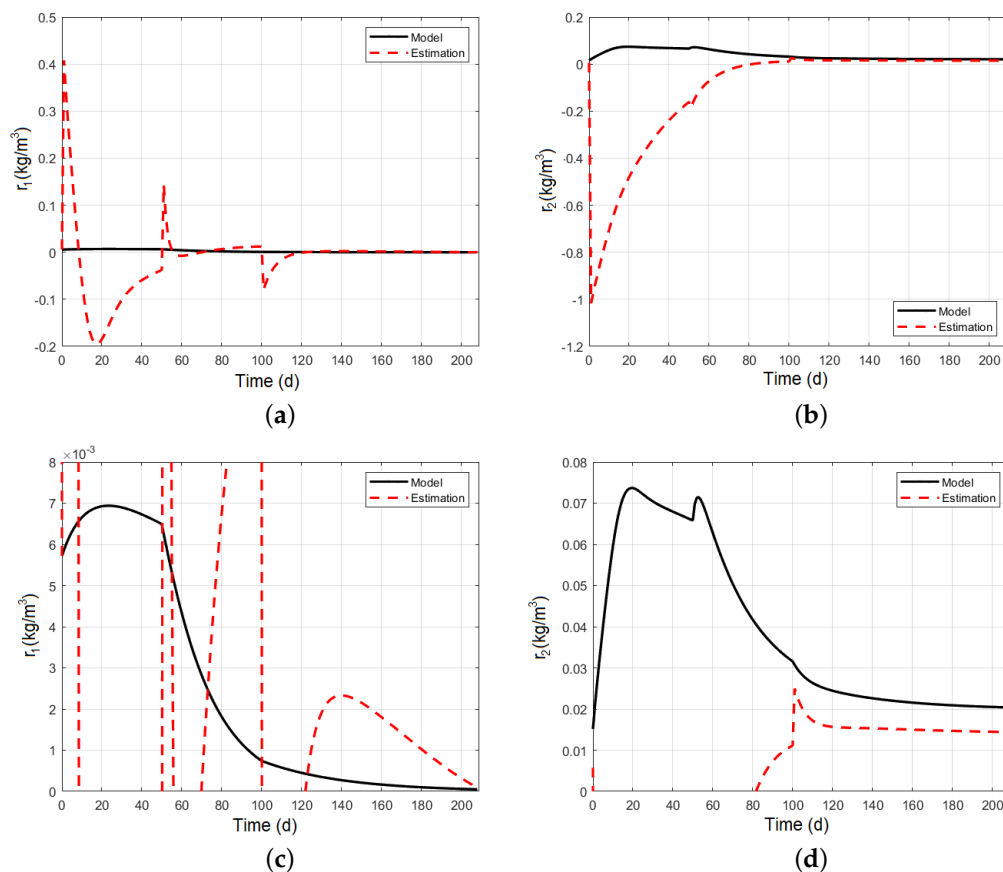 0.5
0.4
0.3
0.2
0.1
0
-0.1
-0.2
r₁(kg/m³)
Model
Estimation
0 20 40 60 80 100 120 140 160 180 200
Time (d)
(a)
0.2
0
-0.2
-0.4
-0.6
-0.8
-1
-1.2
r₂(kg/m³)
Model
Estimation
0 20 40 60 80 100 120 140 160 180 200
Time (d)
(b)
×10⁻³
8
7
6
5
4
3
2
1
0
r₁(kg/m³)
Model
Estimation
0 20 40 60 80 100 120 140 160 180 200
Time (d)
(c)
0.08
0.07
0.06
0.05
0.04
0.03
0.02
0.01
0
r₂(kg/m³)
Model
Estimation
0 20 40 60 80 100 120 140 160 180 200
Time (d)
(d)